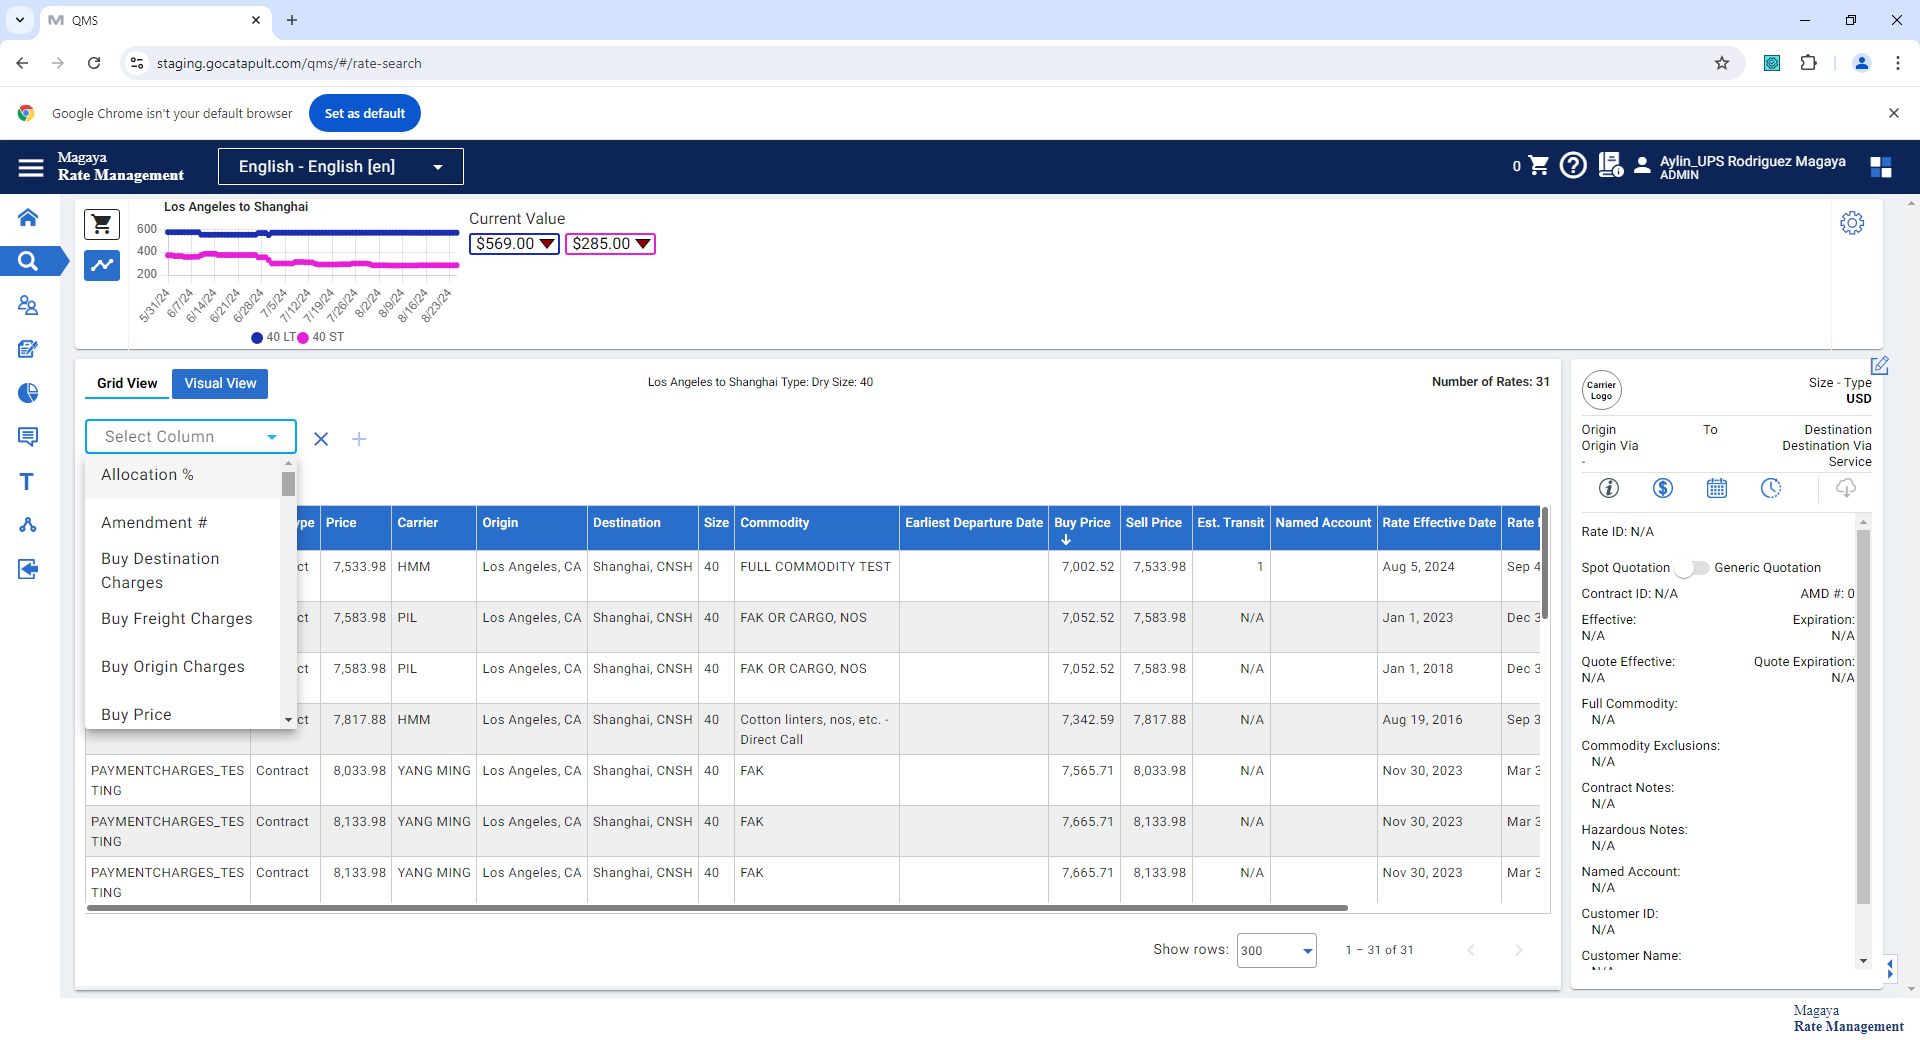 QMS
staging.gocatapult.com/qms/#/rate-search
Google Chrome isn't your default browser
Set as default
Magaya
Rate Management
English - English [en]
0
Aylin_UPS Rodriguez Magaya
ADMIN
Los Angeles to Shanghai
600
400
200
5/31/24
6/7/24
6/14/24
6/21/24
6/28/24
7/5/24
7/12/24
7/19/24
7/26/24
8/2/24
8/9/24
8/16/24
8/23/24
40 LT
40 ST
Current Value
$569.00
$285.00
Grid View
Visual View
Los Angeles to Shanghai Type: Dry Size: 40
Number of Rates: 31
Select Column
Allocation %
Amendment #
Buy Destination
Charges
Buy Freight Charges
Buy Origin Charges
Buy Price
Price Carrier Origin Destination Size Commodity Earliest Departure Date Buy Price Sell Price Est. Transit Named Account Rate Effective Date Rate
ct 7,533.98 HMM Los Angeles, CA Shanghai, CNSH 40 FULL COMMODITY TEST 7,002.52 7,533.98 1 Aug 5, 2024 Sep 4
ct 7,583.98 PIL Los Angeles, CA Shanghai, CNSH 40 FAK OR CARGO, NOS 7,052.52 7,583.98 N/A Jan 1, 2023 Dec 3
ct 7,583.98 PIL Los Angeles, CA Shanghai, CNSH 40 FAK OR CARGO, NOS 7,052.52 7,583.98 N/A Jan 1, 2018 Dec 3
ct 7,817.88 HMM Los Angeles, CA Shanghai, CNSH 40 Cotton linters, nos, etc. - 7,342.59 7,817.88 N/A Aug 19, 2016 Sep 3
Direct Call
PAYMENTCHARGES_TES Contract 8,033.98 YANG MING Los Angeles, CA Shanghai, CNSH 40 FAK 7,565.71 8,033.98 N/A Nov 30, 2023 Mar 3
TING
PAYMENTCHARGES_TES Contract 8,133.98 YANG MING Los Angeles, CA Shanghai, CNSH 40 FAK 7,665.71 8,133.98 N/A Nov 30, 2023 Mar 3
TING
PAYMENTCHARGES_TES Contract 8,133.98 YANG MING Los Angeles, CA Shanghai, CNSH 40 FAK 7,665.71 8,133.98 N/A Nov 30, 2023 Mar 3
TING
Show rows: 300 1 – 31 of 31
Carrier
Logo
Size - Type
USD
Origin To Destination
Origin Via Destination Via
- Service
Rate ID: N/A
Spot Quotation Generic Quotation
Contract ID: N/A AMD #: 0
Effective: Expiration:
N/A N/A
Quote Effective: Quote Expiration:
N/A N/A
Full Commodity:
N/A
Commodity Exclusions:
N/A
Contract Notes:
N/A
Hazardous Notes:
N/A
Named Account:
N/A
Customer ID:
N/A
Customer Name:
Magaya
Rate Management